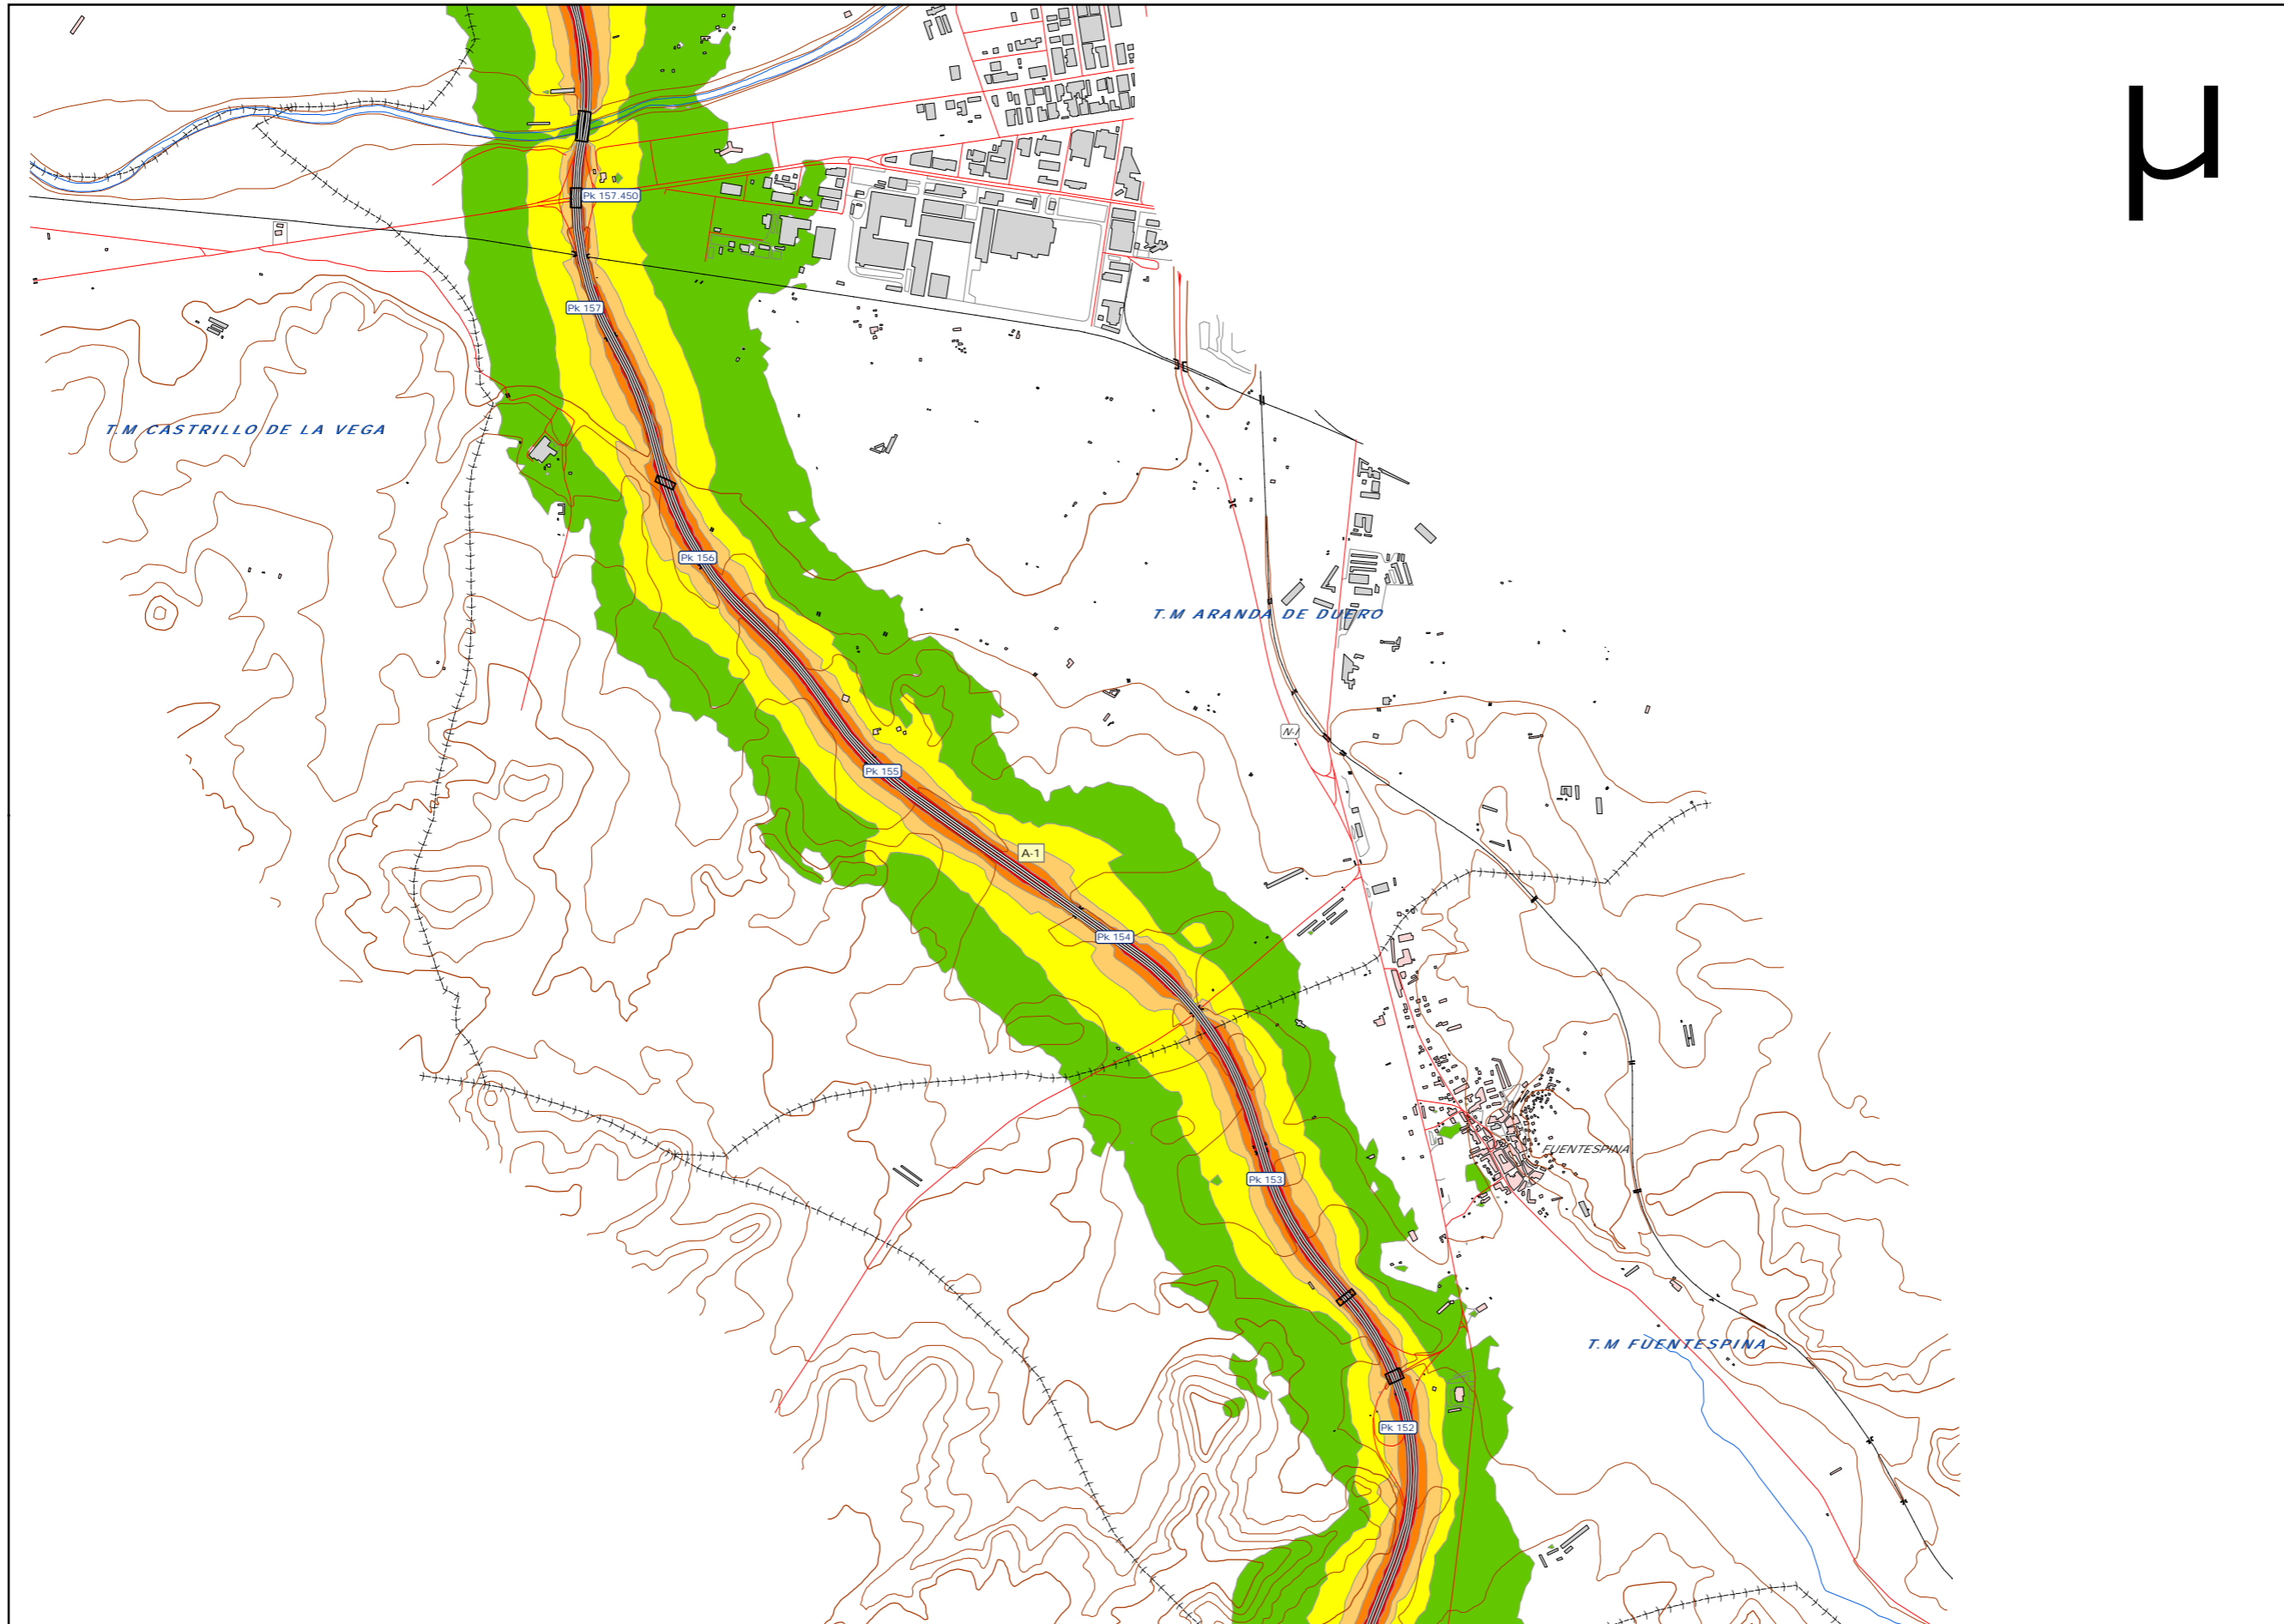 µ
Pk 157.450
Pk 157
T.M CASTRILLO DE LA VEGA
Pk 156
T.M ARANDA DE DUERO
N-I
Pk 155
A-1
Pk 154
FUENTESPINA
Pk 153
T.M FUENTESPINA
Pk 152